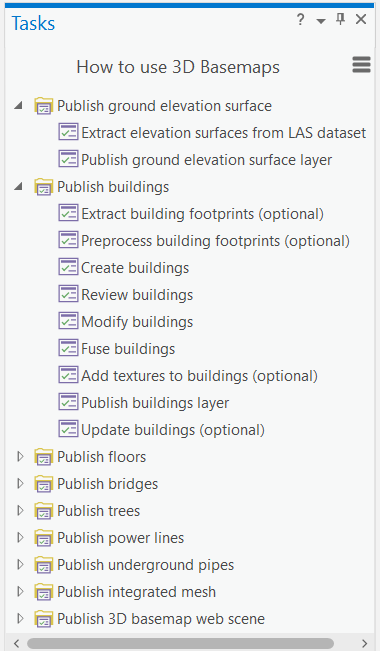 Tasks
?
How to use 3D Basemaps
Publish ground elevation surface
Extract elevation surfaces from LAS dataset
Publish ground elevation surface layer
Publish buildings
Extract building footprints (optional)
Preprocess building footprints (optional)
Create buildings
Review buildings
Modify buildings
Fuse buildings
Add textures to buildings (optional)
Publish buildings layer
Update buildings (optional)
Publish floors
Publish bridges
Publish trees
Publish power lines
Publish underground pipes
Publish integrated mesh
Publish 3D basemap web scene